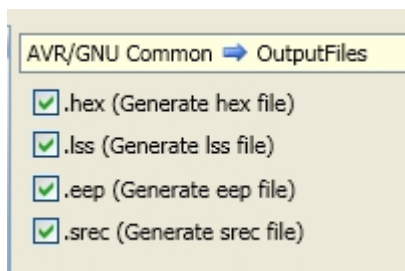 AVR/GNU Common ➡ OutputFiles
.hex (Generate hex file)
.lss (Generate lss file)
.eep (Generate eep file)
.srec (Generate srec file)